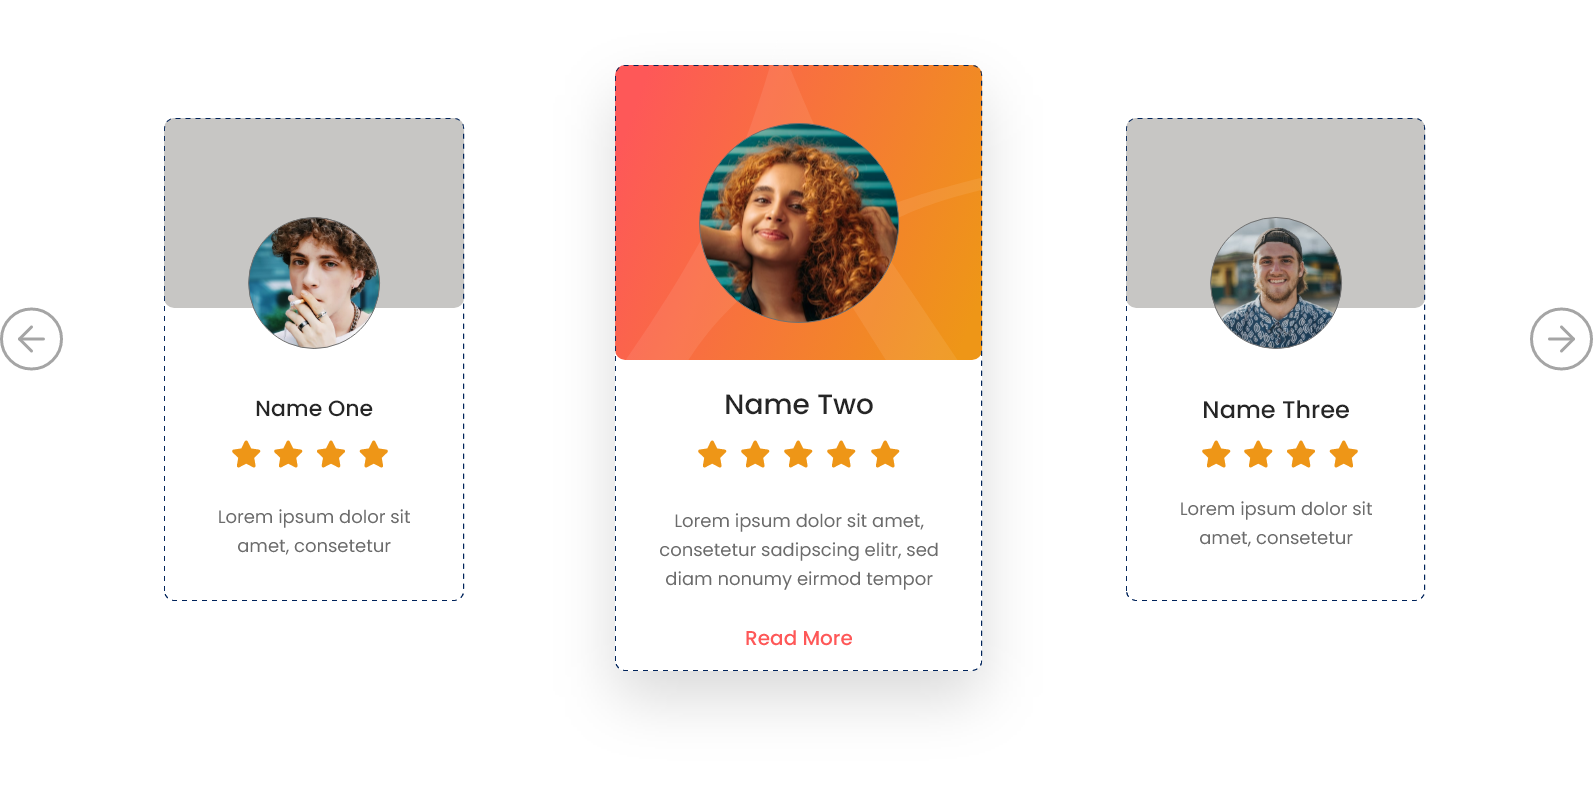 Name One
Lorem ipsum dolor sit
amet, consetetur
Name Two
Lorem ipsum dolor sit amet,
consetetur sadipscing elitr, sed
diam nonumy eirmod tempor
Read More
Name Three
Lorem ipsum dolor sit
amet, consetetur